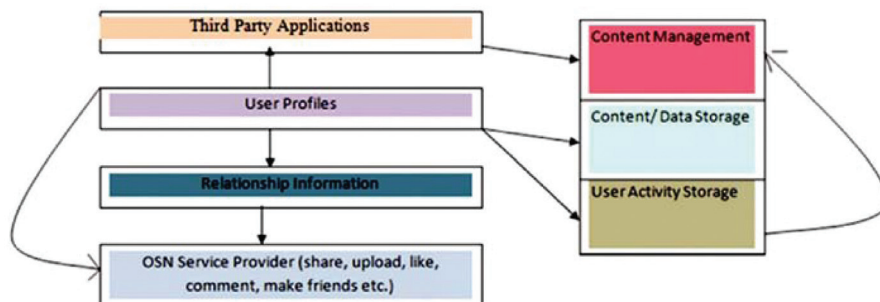 Third Party Applications
User Profiles
Relationship Information
OSN Service Provider (share, upload, like,
comment, make friends etc.)
Content Management
Content/ Data Storage
User Activity Storage